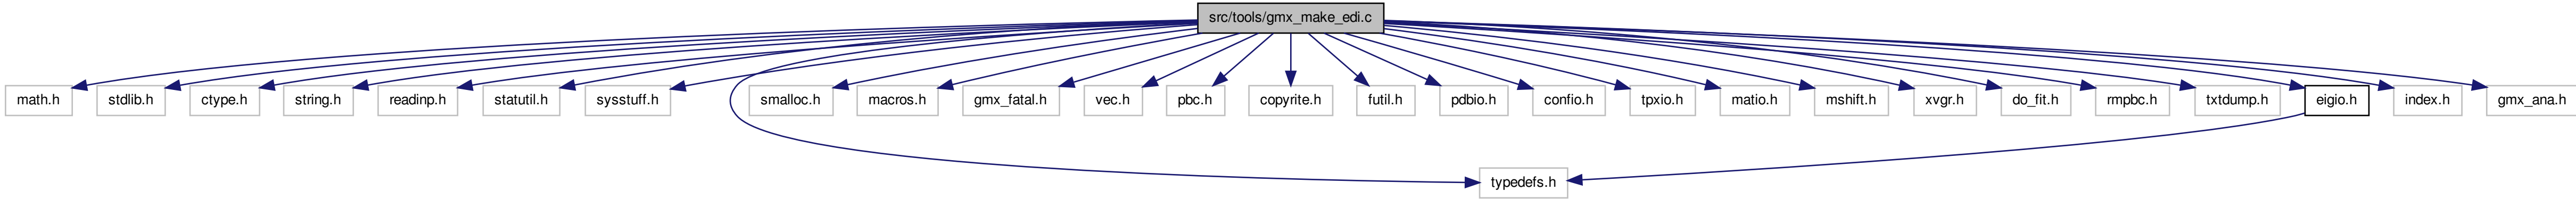 src/tools/gmx_make_edi.c
math.h
stdlib.h
ctype.h
string.h
readinp.h
statutil.h
sysstuff.h
smalloc.h
macros.h
gmx_fatal.h
vec.h
pbc.h
copyrite.h
futil.h
pdbio.h
confio.h
tpxio.h
matio.h
mshift.h
xvgr.h
do_fit.h
rmpbc.h
txtdump.h
eigio.h
index.h
gmx_ana.h
typedefs.h